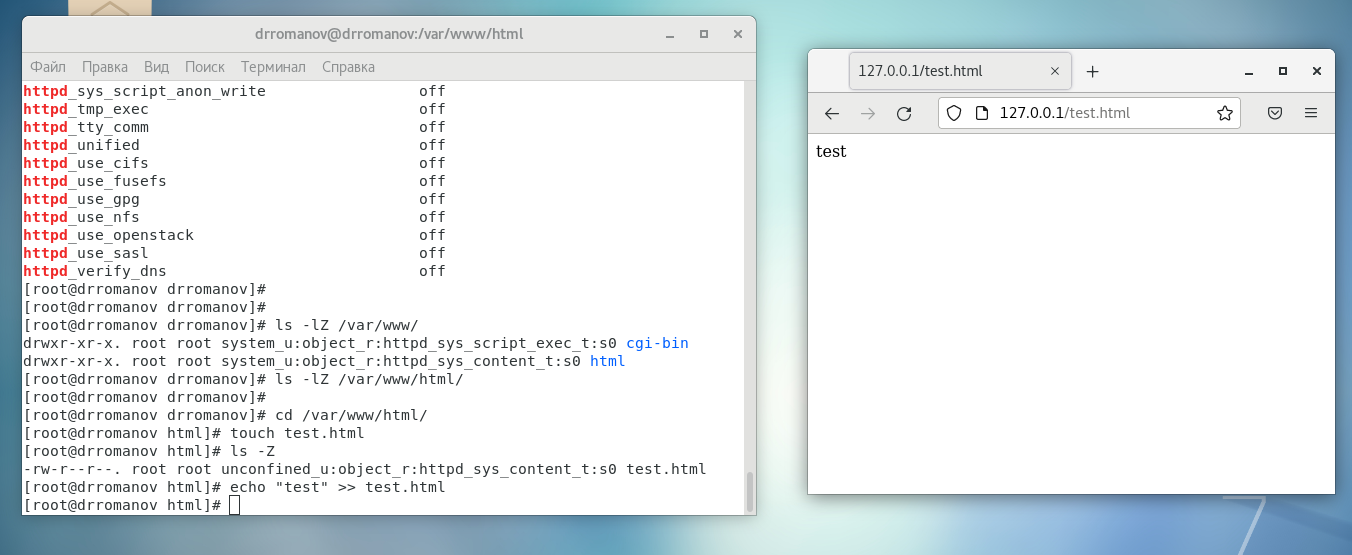 drromanov@drromanov:/var/www/html
Файл Правка Вид Поиск Терминал Справка
httpd_sys_script_anon_write off
httpd_tmp_exec off
httpd_tty_comm off
httpd_unified off
httpd_use_cifs off
httpd_use_fusefs off
httpd_use_gpg off
httpd_use_nfs off
httpd_use_openstack off
httpd_use_sasl off
httpd_verify_dns off
[root@drromanov drromanov]#
[root@drromanov drromanov]#
[root@drromanov drromanov]# ls -lZ /var/www/
drwxr-xr-x. root root system_u:object_r:httpd_sys_script_exec_t:s0 cgi-bin
drwxr-xr-x. root root system_u:object_r:httpd_sys_content_t:s0 html
[root@drromanov drromanov]# ls -lZ /var/www/html/
[root@drromanov drromanov]#
[root@drromanov drromanov]# cd /var/www/html/
[root@drromanov html]# touch test.html
[root@drromanov html]# ls -Z
-rw-r--r--. root root unconfined_u:object_r:httpd_sys_content_t:s0 test.html
[root@drromanov html]# echo "test" >> test.html
[root@drromanov html]#
127.0.0.1/test.html
127.0.0.1/test.html
test
7